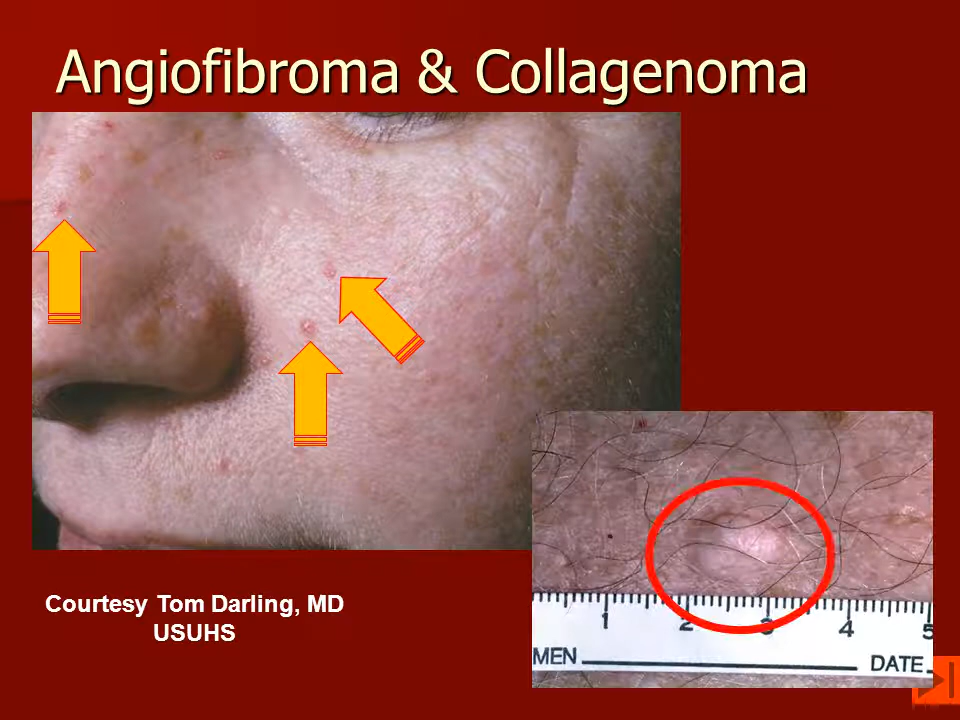 Angiofibroma & Collagenoma
Courtesy Tom Darling, MD
USUHS
1 2 3 4 5
MEN DATE